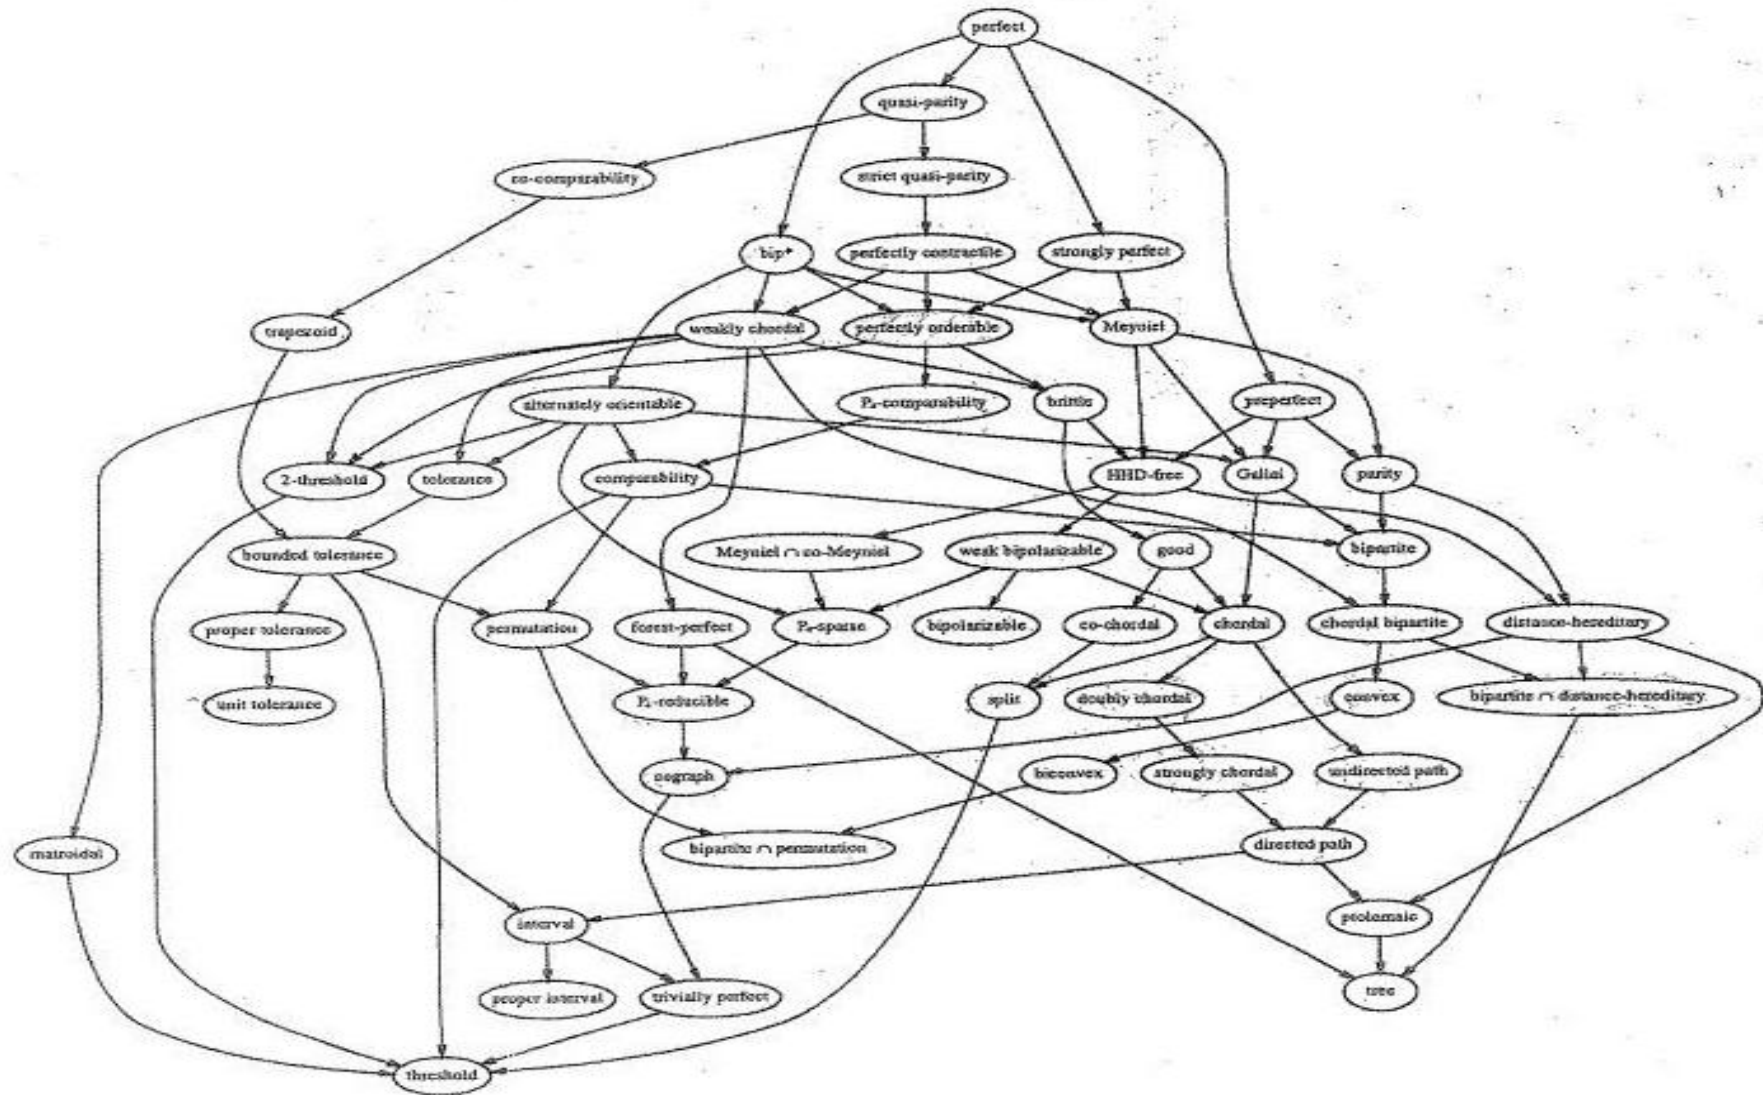 perfect
quasi-parity
co-comparability
strict quasi-parity
bip*
perfectly contractile
strongly perfect
trapezoid
weakly chordal
perfectly orderable
Meyniel
alternately orientable
P₄-comparability
brittle
preperfect
2-threshold
tolerance
comparability
HHD-free
Gallai
parity
bounded tolerance
Meyniel ∩ co-Meyniel
weak bipolarizable
good
bipartite
proper tolerance
permutation
forest-perfect
P₄-sparse
bipolarizable
co-chordal
chordal
chordal bipartite
distance-hereditary
unit tolerance
P₄-reducible
split
doubly chordal
convex
bipartite ∩ distance-hereditary
cograph
biconvex
strongly chordal
undirected path
matroidal
bipartite ∩ permutation
directed path
interval
ptolemaic
proper interval
trivially perfect
tree
threshold